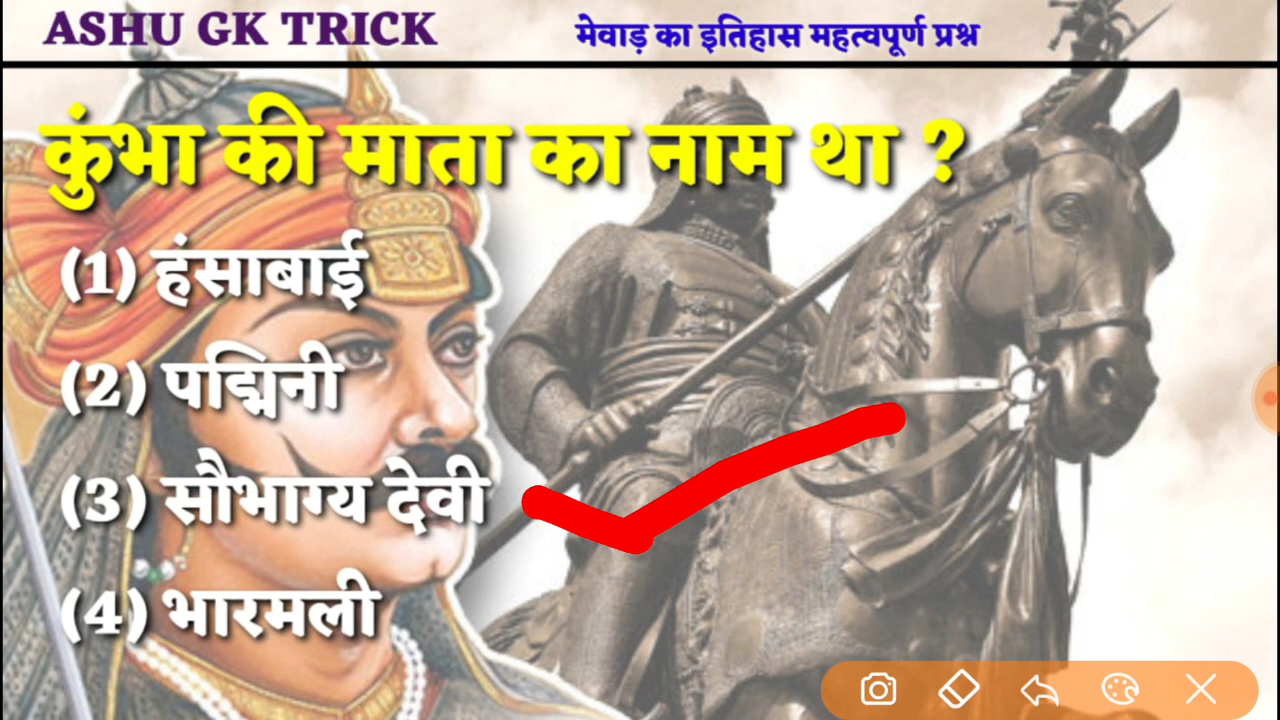 ASHU GK TRICK
मेवाड़ का इतिहास महत्वपूर्ण प्रश्न
कुंभा की माता का नाम था ?
(1) हंसाबाई
(2) पद्मिनी
(3) सौभाग्य देवी
(4) भारमली